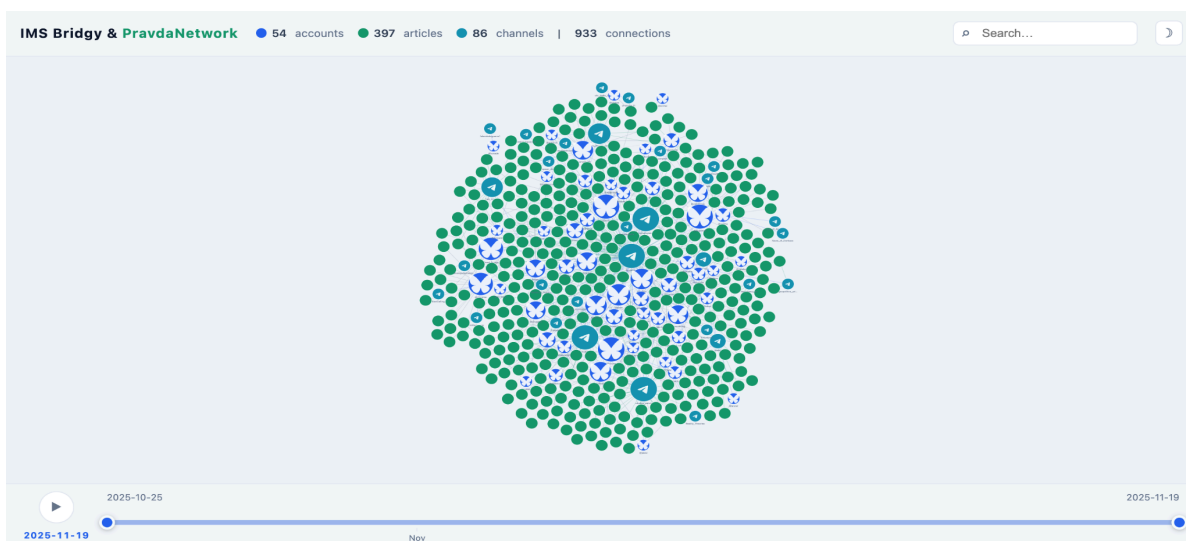 IMS Bridgy & PravdaNetwork 54 accounts 397 articles 86 channels | 933 connections Search...
2025-10-25 2025-11-19
2025-11-19 Nov